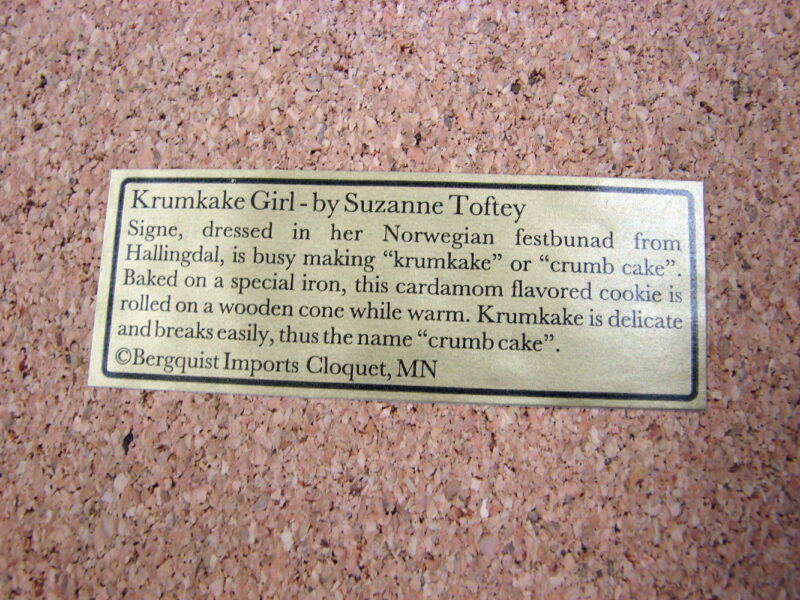 Krumkake Girl - by Suzanne Toftey
Signe, dressed in her Norwegian festbunad from
Hallingdal, is busy making “krumkake” or “crumb cake”.
Baked on a special iron, this cardamom flavored cookie is
rolled on a wooden cone while warm. Krumkake is delicate
and breaks easily, thus the name “crumb cake”.
©Bergquist Imports Cloquet, MN